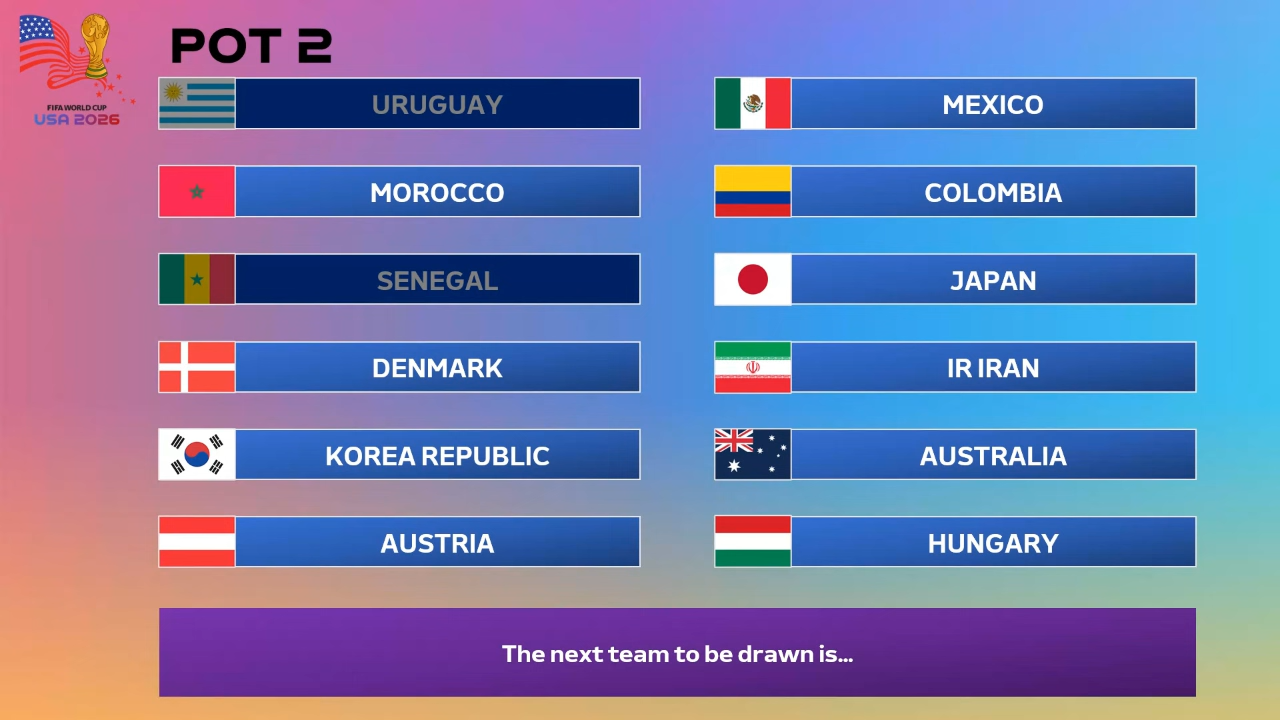 POT 2
FIFA WORLD CUP
USA 2026
URUGUAY
MEXICO
MOROCCO
COLOMBIA
SENEGAL
JAPAN
DENMARK
IR IRAN
KOREA REPUBLIC
AUSTRALIA
AUSTRIA
HUNGARY
The next team to be drawn is...